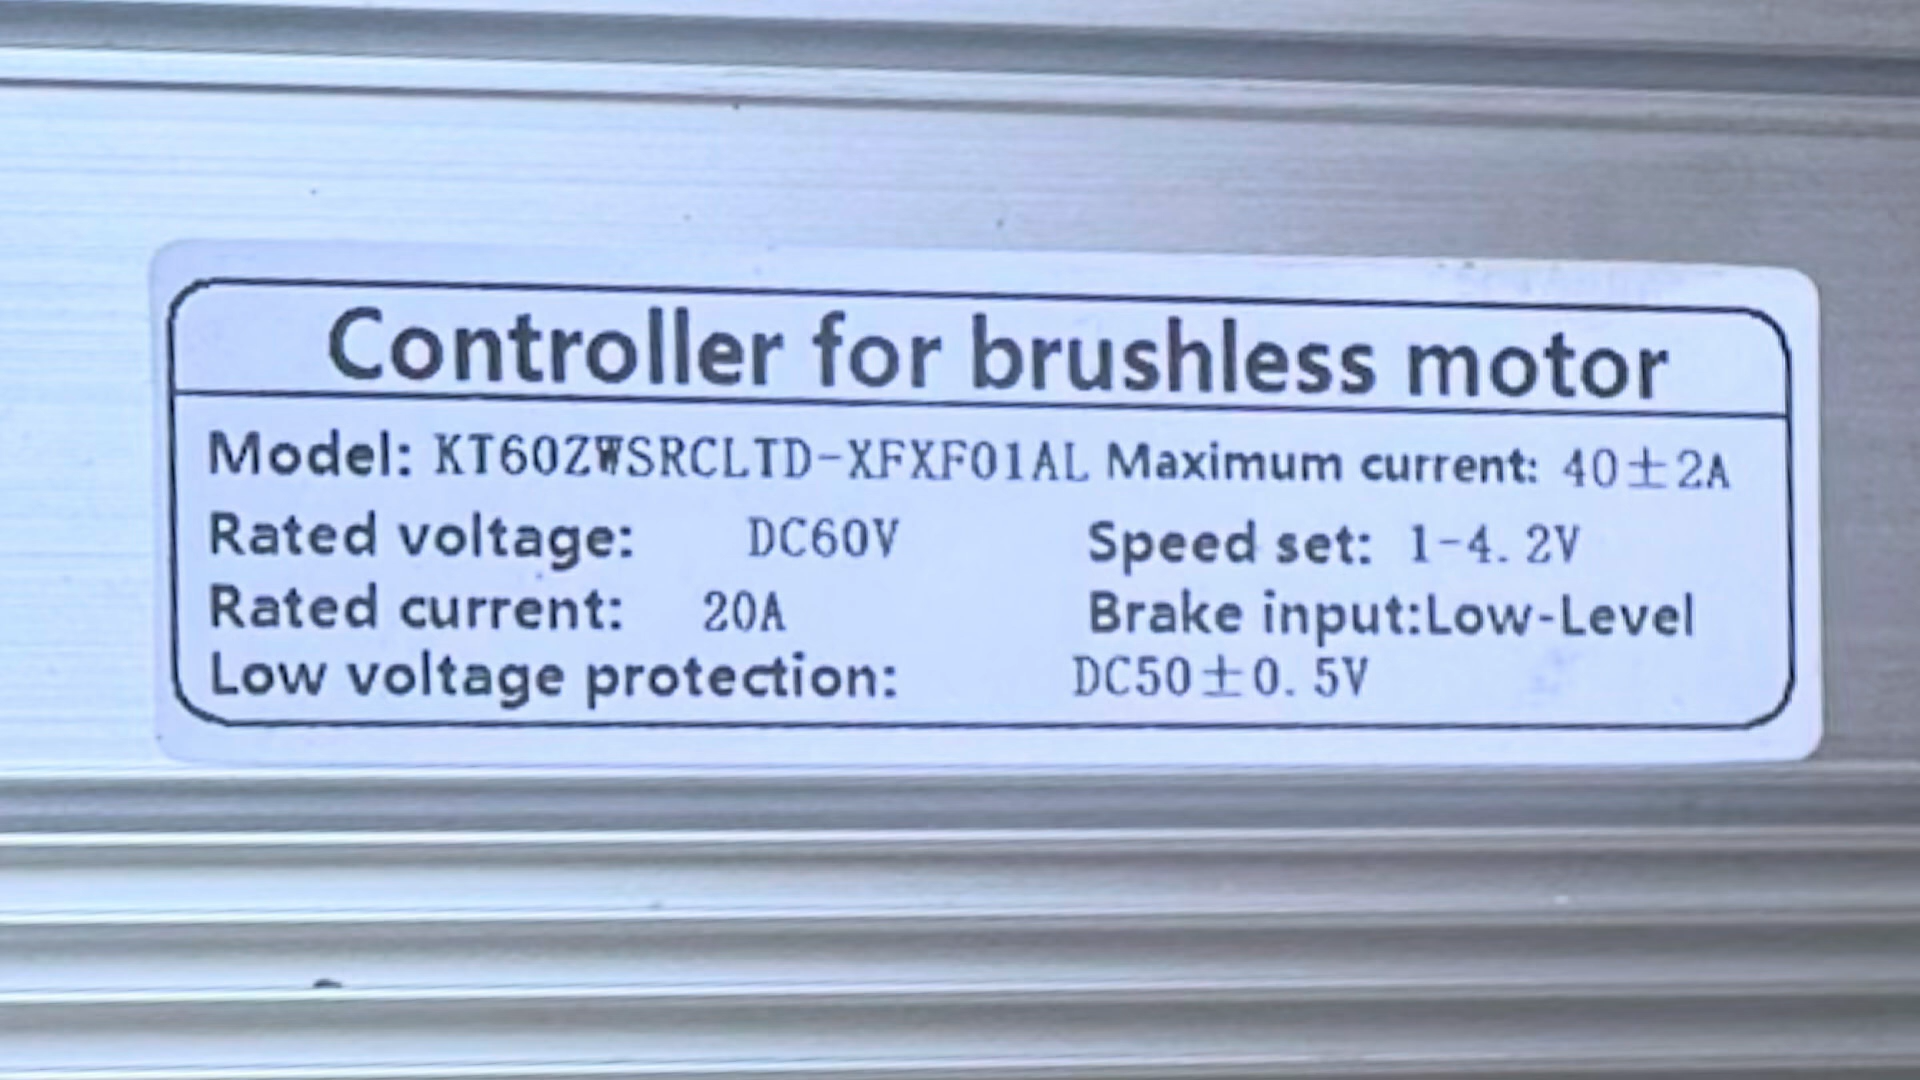 Controller for brushless motor
Model: KT60ZWSRCLTD-XFXF01AL Maximum current: 40±2A
Rated voltage: DC60V Speed set: 1-4.2V
Rated current: 20A Brake input:Low-Level
Low voltage protection: DC50±0.5V